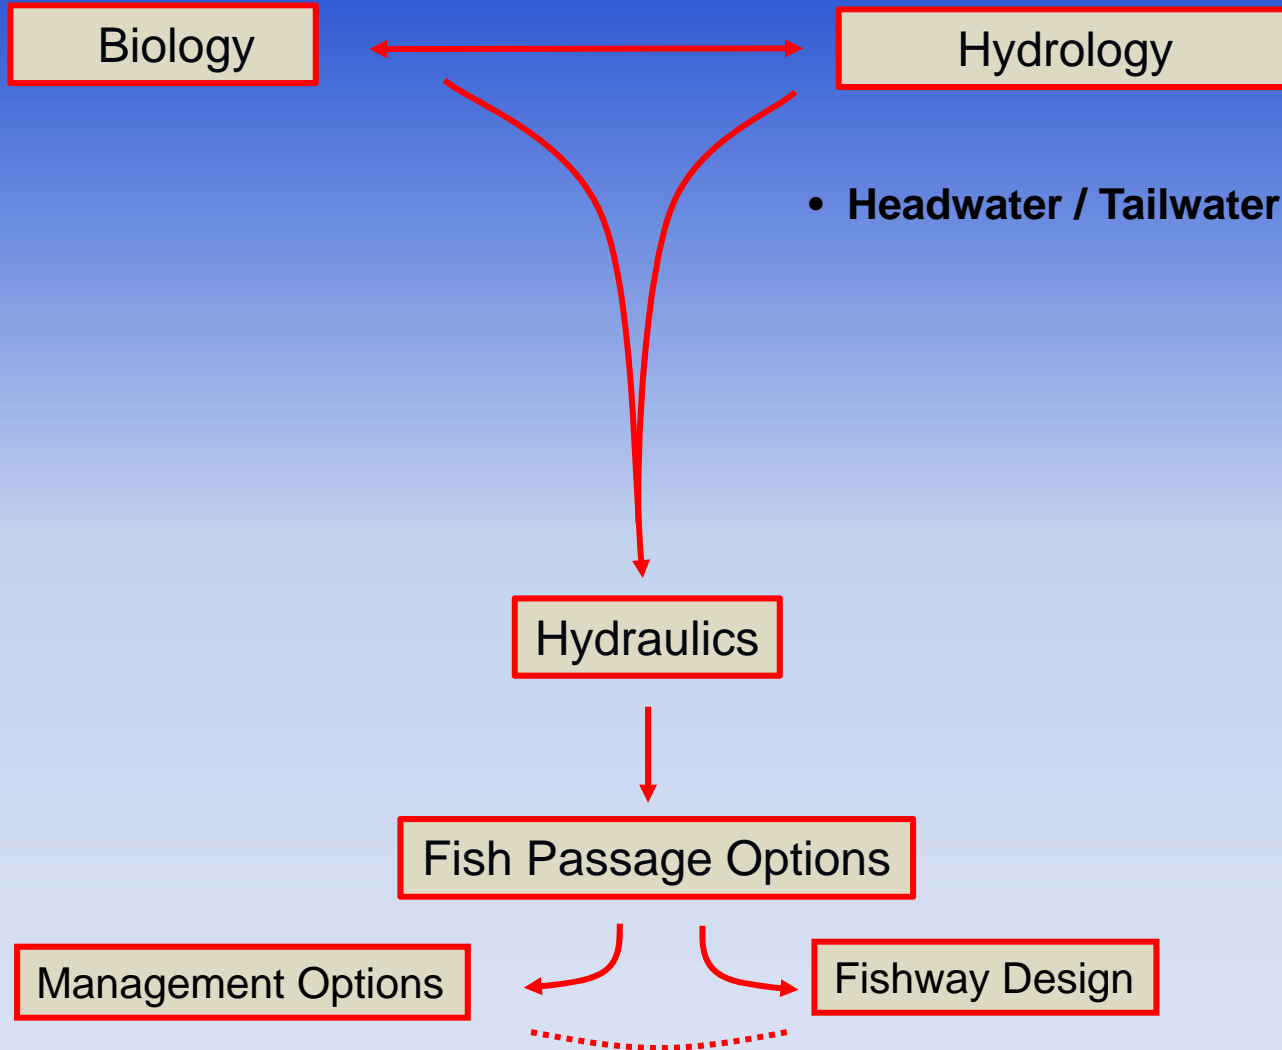 Biology
Hydrology
• Headwater / Tailwater
Hydraulics
Fish Passage Options
Management Options
Fishway Design